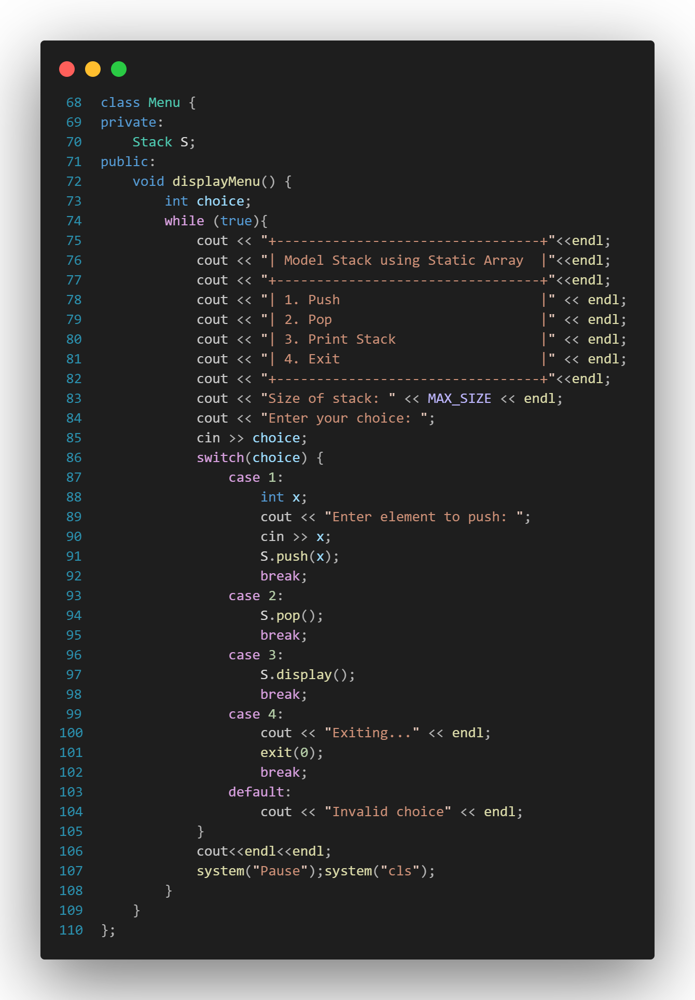 68 class Menu {
69 private:
70     Stack S;
71 public:
72     void displayMenu() {
73         int choice;
74         while (true){
75             cout << "+---------------------------------+"<<endl;
76             cout << "| Model Stack using Static Array  |"<<endl;
77             cout << "+---------------------------------+"<<endl;
78             cout << "| 1. Push                         |" << endl;
79             cout << "| 2. Pop                          |" << endl;
80             cout << "| 3. Print Stack                  |" << endl;
81             cout << "| 4. Exit                         |" << endl;
82             cout << "+---------------------------------+"<<endl;
83             cout << "Size of stack: " << MAX_SIZE << endl;
84             cout << "Enter your choice: ";
85             cin >> choice;
86             switch(choice) {
87                 case 1:
88                     int x;
89                     cout << "Enter element to push: ";
90                     cin >> x;
91                     S.push(x);
92                     break;
93                 case 2:
94                     S.pop();
95                     break;
96                 case 3:
97                     S.display();
98                     break;
99                 case 4:
100                     cout << "Exiting..." << endl;
101                     exit(0);
102                     break;
103                 default:
104                     cout << "Invalid choice" << endl;
105             }
106             cout<<endl<<endl;
107             system("Pause");system("cls");
108         }
109     }
110 };